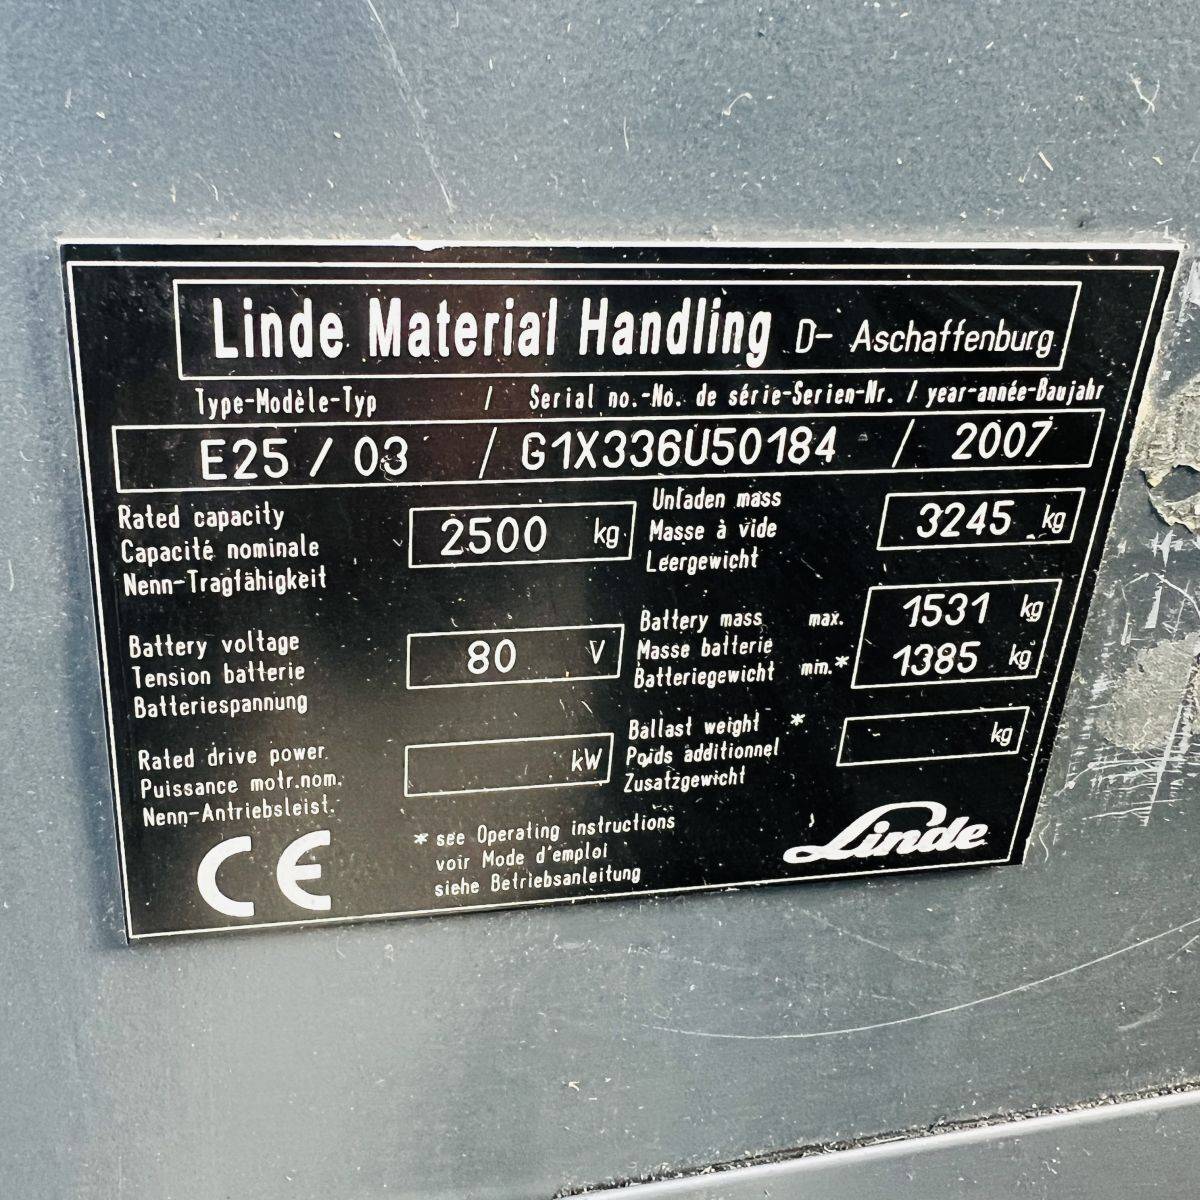 Linde Material Handling D- Aschaffenburg
Type-Modèle-Typ / Serial no.-No. de série-Serien-Nr. / year-année-Baujahr
E25 / 03 / G1X336U50184 / 2007
Rated capacity
Capacité nominale
Nenn-Tragfähigkeit
2500 kg
Unladen mass
Masse à vide
Leergewicht
3245 kg
Battery voltage
Tension batterie
Batteriespannung
80 V
Battery mass max.
Masse batterie
Batteriegewicht min.*
1531 kg
1385 kg
Rated drive power.
Puissance motr.nom.
Nenn-Antriebsleist.
kW
Ballast weight *
Poids additionnel
Zusatzgewicht
kg
CE
* see Operating instructions
voir Mode d'emploi
siehe Betriebsanleitung
Linde